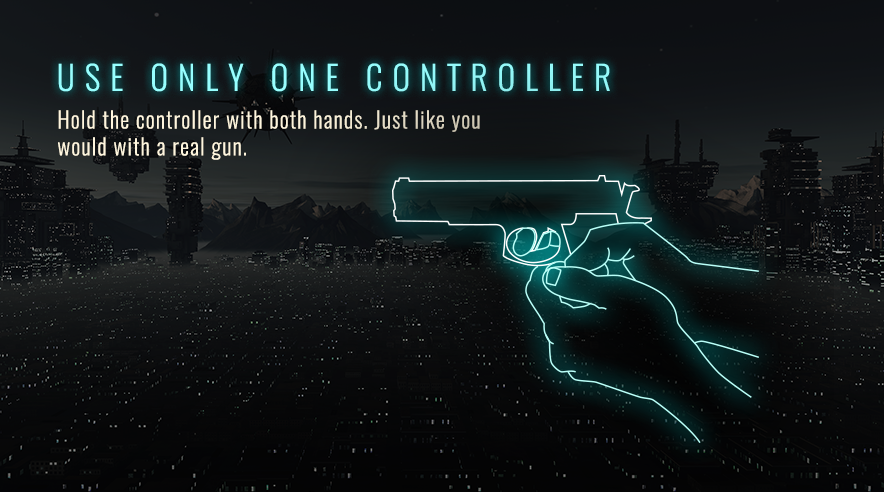 USE ONLY ONE CONTROLLER
Hold the controller with both hands. Just like you
would with a real gun.